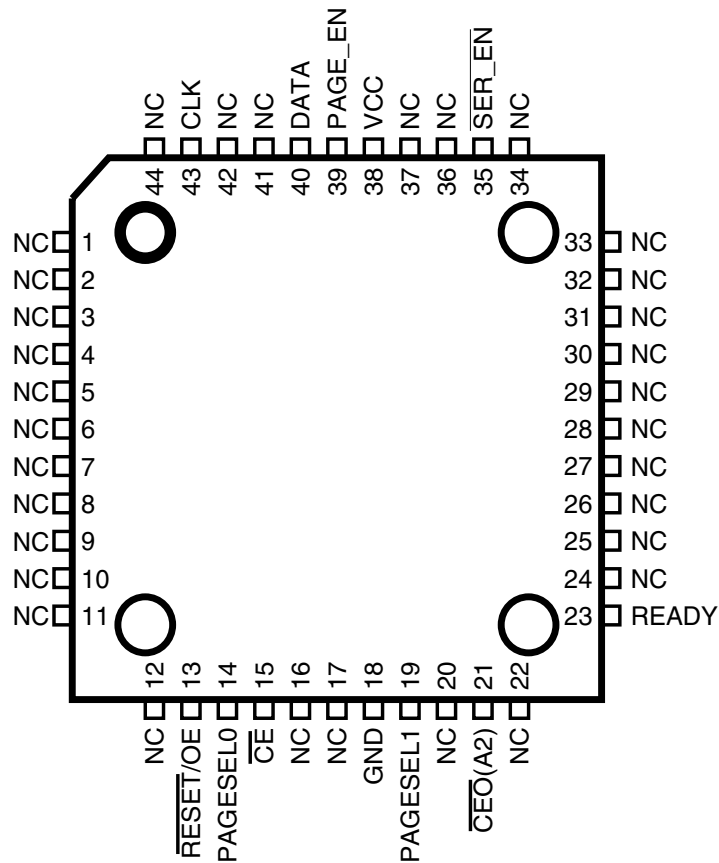 NC CLK NC NC DATA PAGE_EN VCC NC NC SER_EN NC
44 43 42 41 40 39 38 37 36 35 34
NC 1 33 NC
NC 2 32 NC
NC 3 31 NC
NC 4 30 NC
NC 5 29 NC
NC 6 28 NC
NC 7 27 NC
NC 8 26 NC
NC 9 25 NC
NC 10 24 NC
NC 11 23 READY
12 13 14 15 16 17 18 19 20 21 22
NC RESET/OE PAGESEL0 CE NC NC GND PAGESEL1 NC CEO(A2) NC